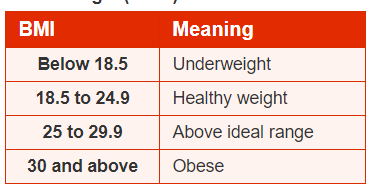 BMI Meaning
Below 18.5 Underweight
18.5 to 24.9 Healthy weight
25 to 29.9 Above ideal range
30 and above Obese